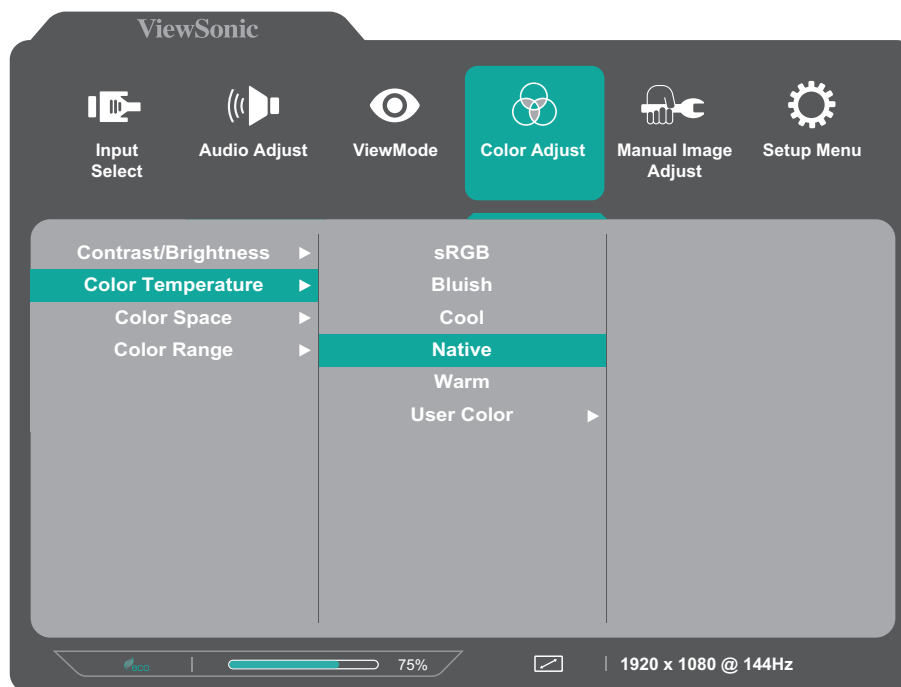 ViewSonic
Input Select
Audio Adjust
ViewMode
Color Adjust
Manual Image Adjust
Setup Menu
Contrast/Brightness
Color Temperature
Color Space
Color Range
sRGB
Bluish
Cool
Native
Warm
User Color
eco
75%
1920 x 1080 @ 144Hz